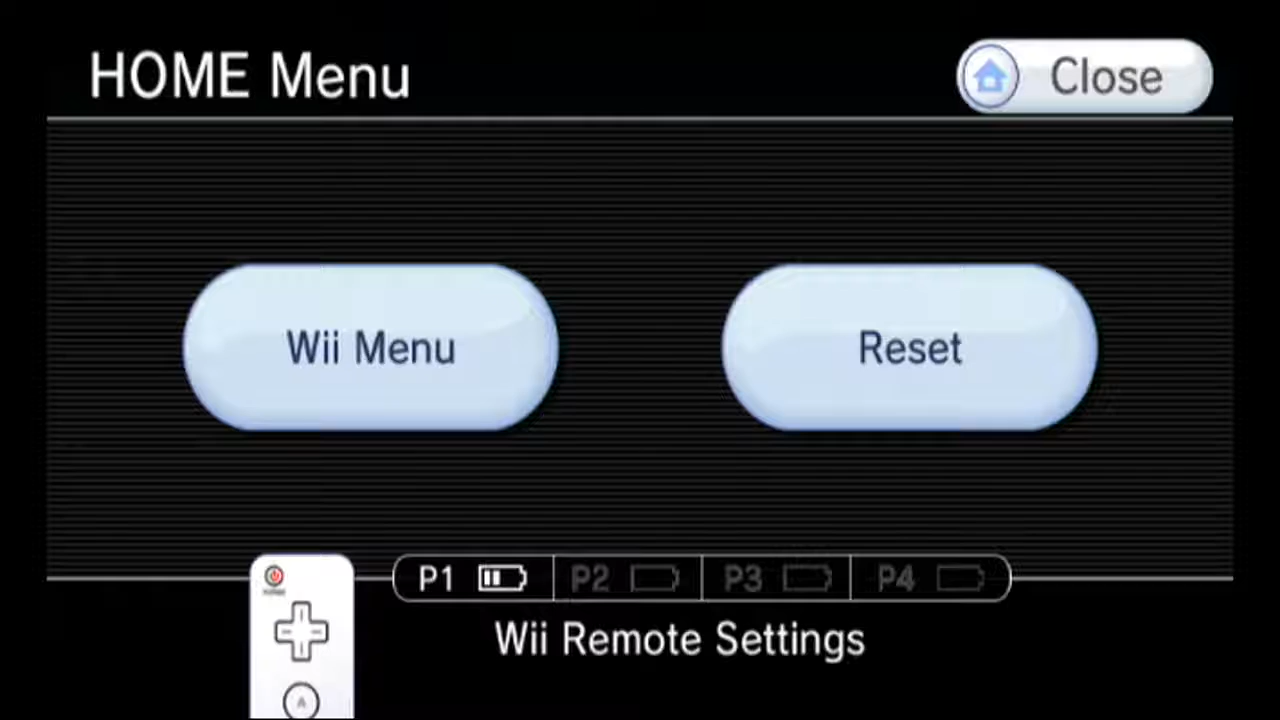 HOME Menu
Close
Wii Menu
Reset
P1
P2
P3
P4
Wii Remote Settings
A